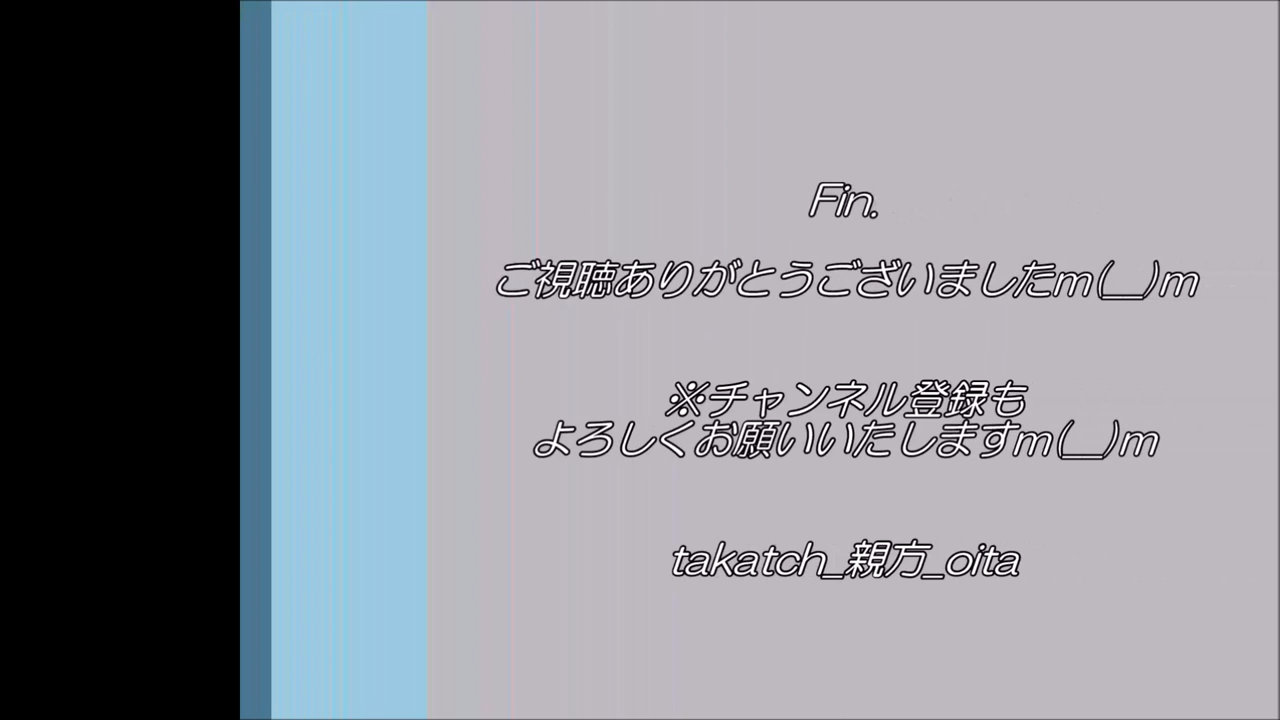 Fin.
ご視聴ありがとうございましたm(__)m
※チャンネル登録も
よろしくお願いいたしますm(__)m
takatch_親方_oita